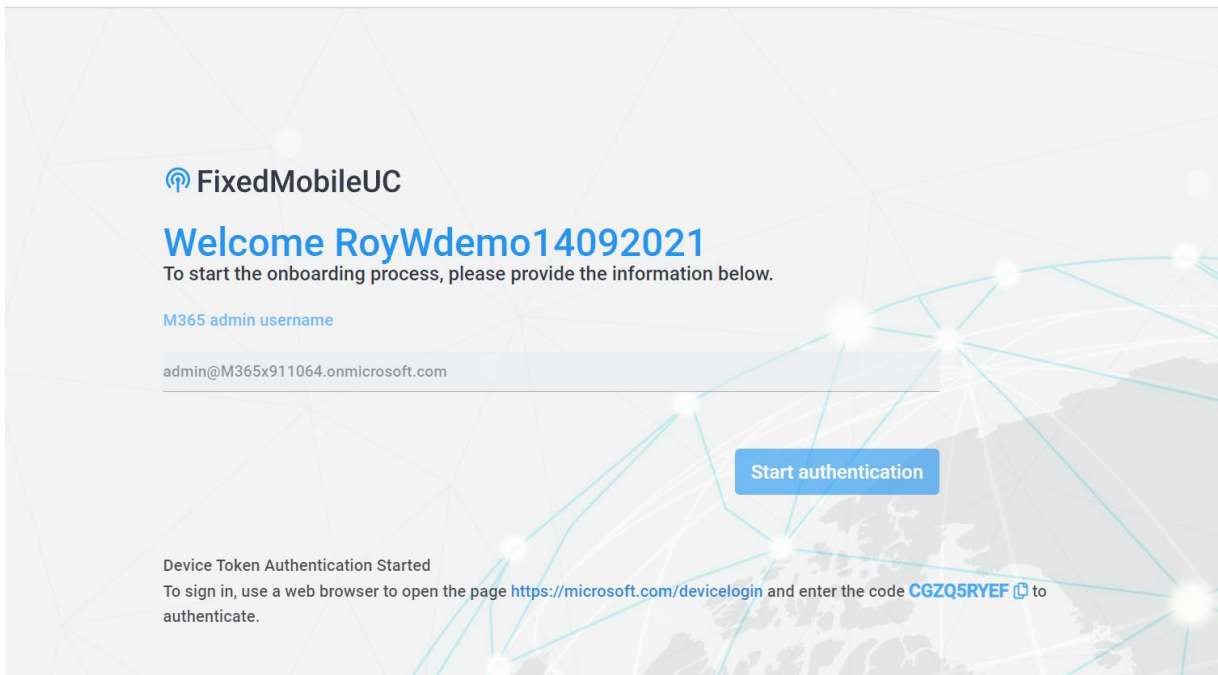 FixedMobileUC
Welcome RoyWdemo14092021
To start the onboarding process, please provide the information below.
M365 admin username
admin@M365x911064.onmicrosoft.com
Start authentication
Device Token Authentication Started
To sign in, use a web browser to open the page https://microsoft.com/devicelogin and enter the code CGZQ5RYEF to
authenticate.